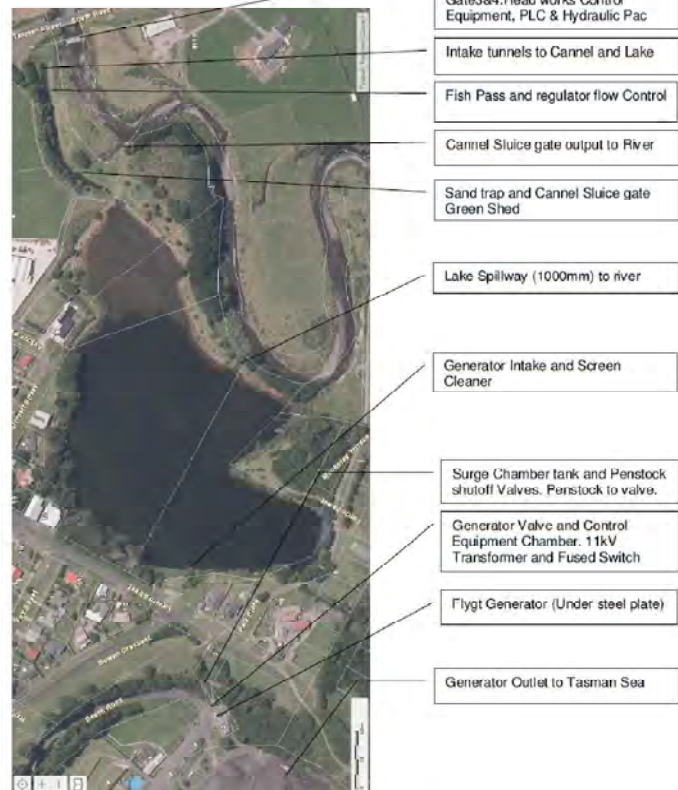 Gate3&4.Head works Control
Equipment, PLC & Hydraulic Pac
Intake tunnels to Cannel and Lake
Fish Pass and regulator flow Control
Cannel Sluice gate output to River
Sand trap and Cannel Sluice gate
Green Shed
Lake Spillway (1000mm) to river
Generator Intake and Screen
Cleaner
Surge Chamber tank and Penstock
shutoff Valves. Penstock to valve.
Generator Valve and Control
Equipment Chamber. 11kV
Transformer and Fused Switch
Flygt Generator (Under steel plate)
Generator Outlet to Tasman Sea